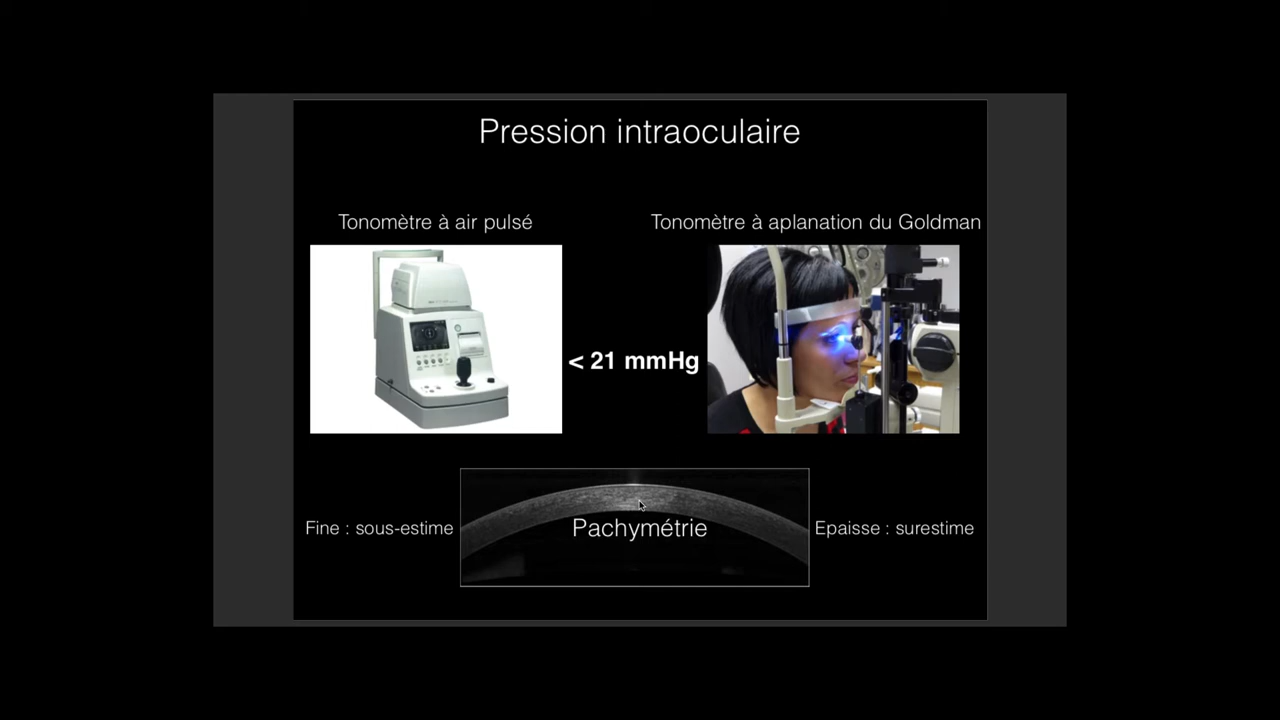 Pression intraoculaire
Tonomètre à air pulsé
Tonomètre à aplanation du Goldman
< 21 mmHg
Fine : sous-estime
Pachymétrie
Epaisse : surestime